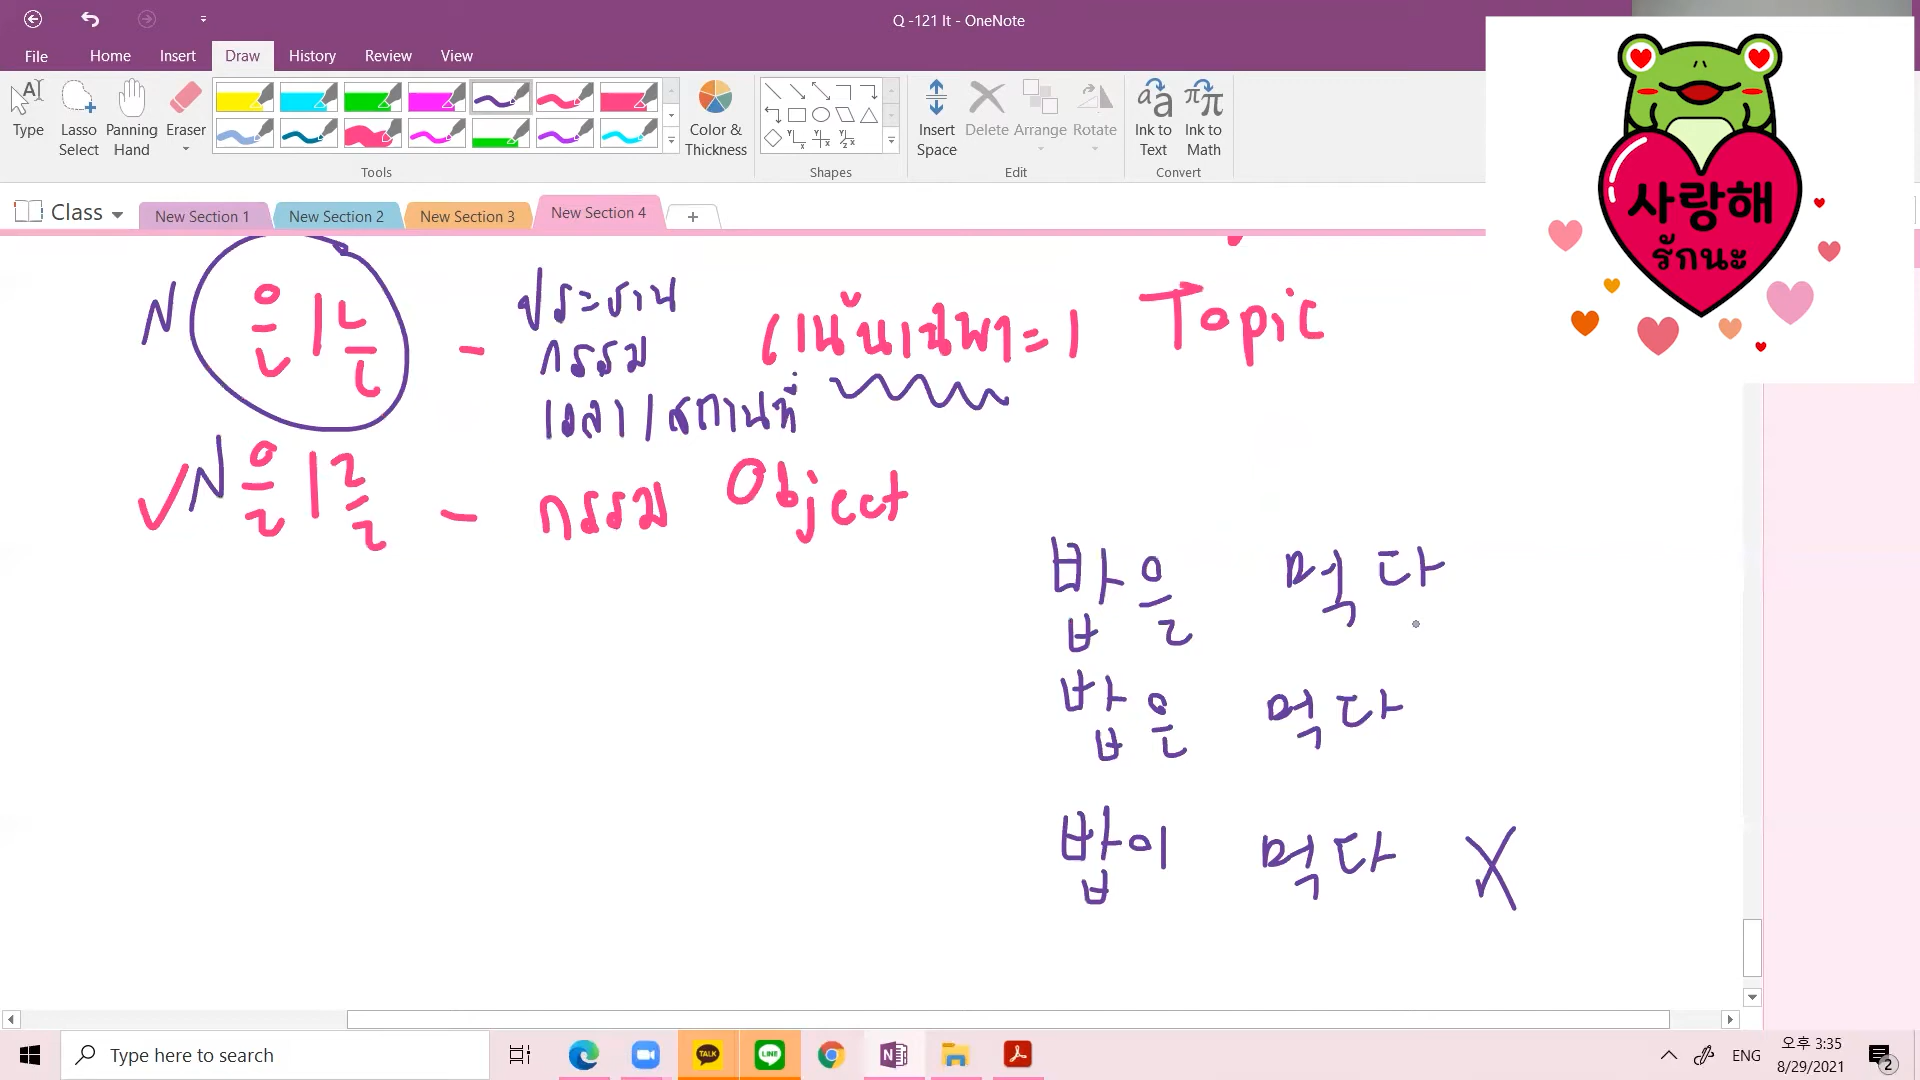 Q -121 It - OneNote
File Home Insert Draw History Review View
Type
Lasso Select
Panning Hand
Eraser
Color & Thickness
Insert Space
Delete
Arrange
Rotate
Ink to Text
Ink to Math
Tools
Shapes
Edit
Convert
Class
New Section 1
New Section 2
New Section 3
New Section 4
사랑해
รักนะ
N 은/는 - ประธาน (เน้นเฉพาะ) Topic
กรรม
เวลา/สถานที่
N 을/를 - กรรม Object
밥을 먹다
밥은 먹다
밥이 먹다 X
Type here to search
TALK
LINE
N
ENG
오후 3:35
8/29/2021
2